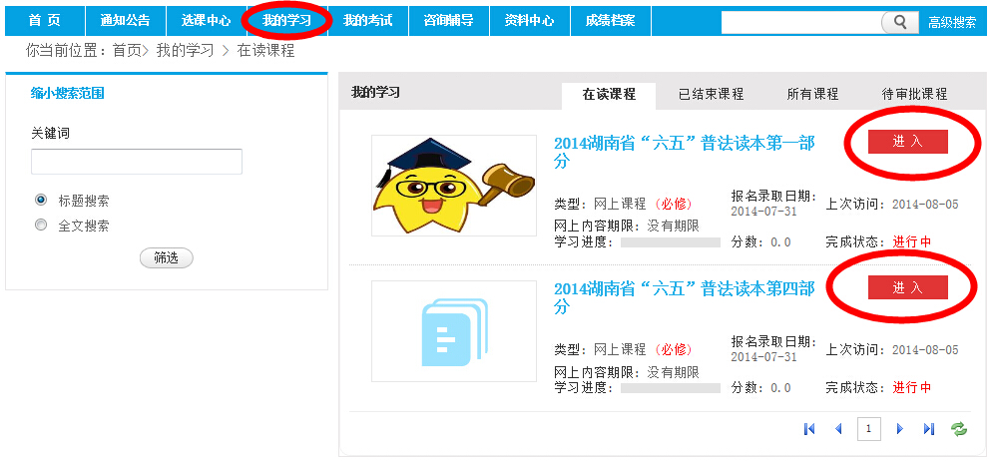 首 页 通知公告 选课中心 我的学习 我的考试 咨询辅导 资料中心 成绩档案 高级搜索
你当前位置：首页> 我的学习 > 在读课程
缩小搜索范围
关键词
标题搜索
全文搜索
筛选
我的学习 在读课程 已结束课程 所有课程 待审批课程
2014湖南省“六五”普法读本第一部
分
进 入
类型：网上课程（必修）
报名录取日期：
2014-07-31
上次访问：2014-08-05
网上内容期限：没有期限
学习进度： 分数：0.0 完成状态：进行中
2014湖南省“六五”普法读本第四部
分
进 入
类型：网上课程（必修）
报名录取日期：
2014-07-31
上次访问：2014-08-05
网上内容期限：没有期限
学习进度： 分数：0.0 完成状态：进行中
1